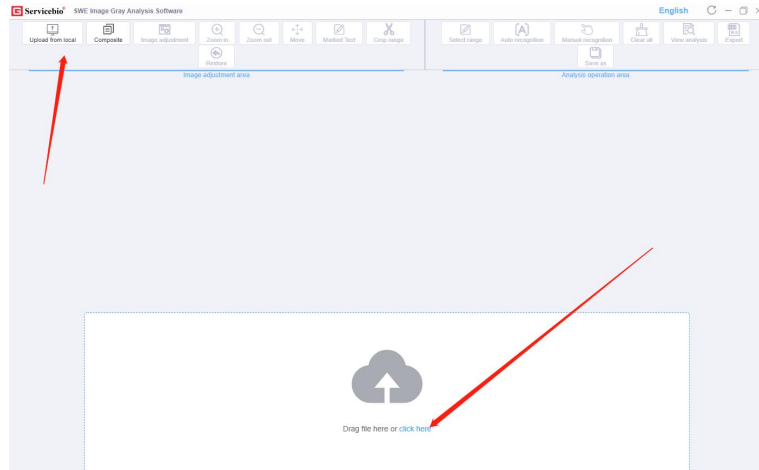 Servicebio® SWE Image Gray Analysis Software English
Upload from local Composite Image adjustment Zoom in Zoom out Move Marked Text Crop range Select range Auto recognition Manual recognition Clear all View analysis Export
Restore Save as
Image adjustment area Analysis operation area
Drag file here or click here